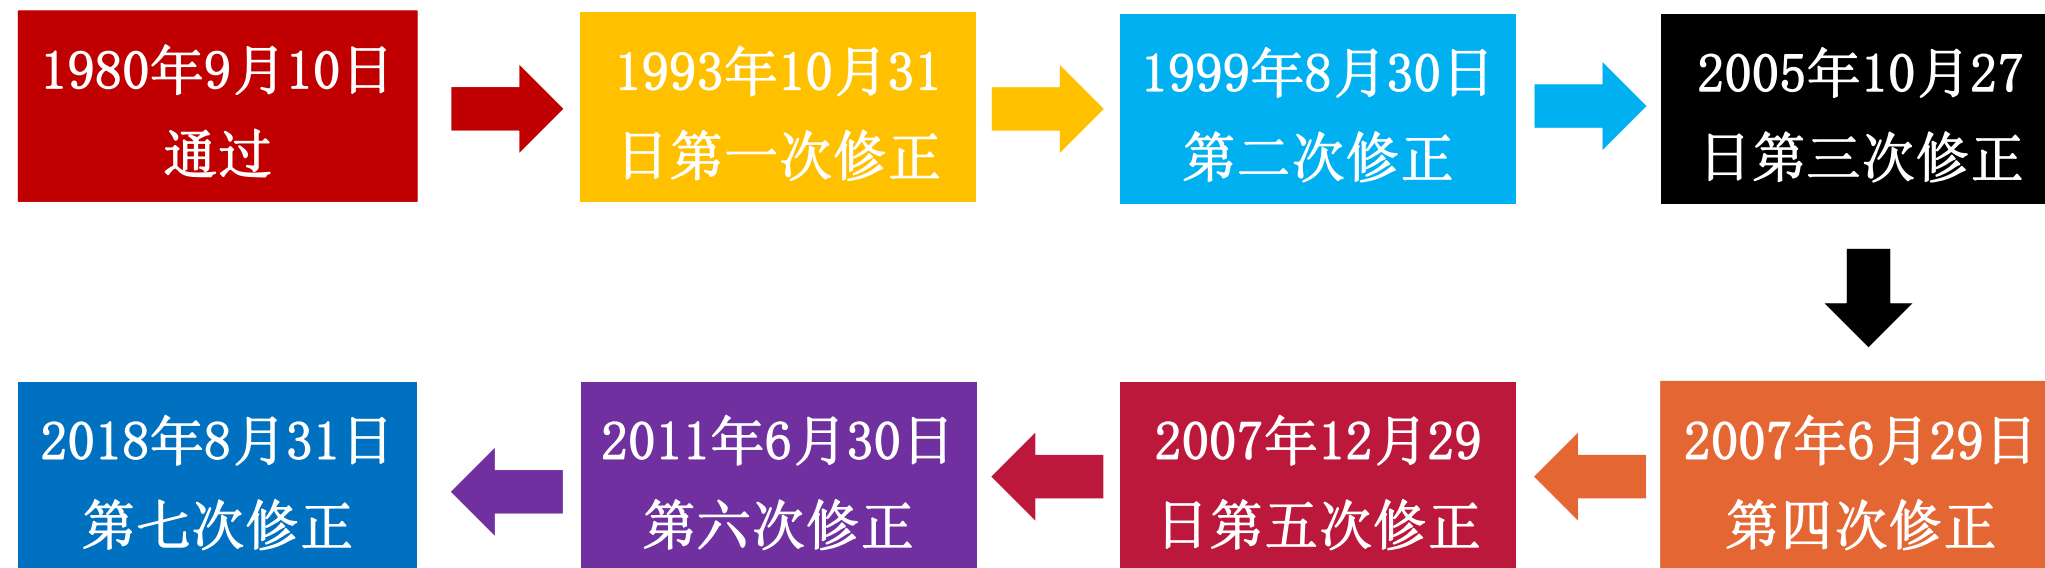 1980年9月10日
通过
1993年10月31
日第一次修正
1999年8月30日
第二次修正
2005年10月27
日第三次修正
2007年6月29日
第四次修正
2007年12月29
日第五次修正
2011年6月30日
第六次修正
2018年8月31日
第七次修正